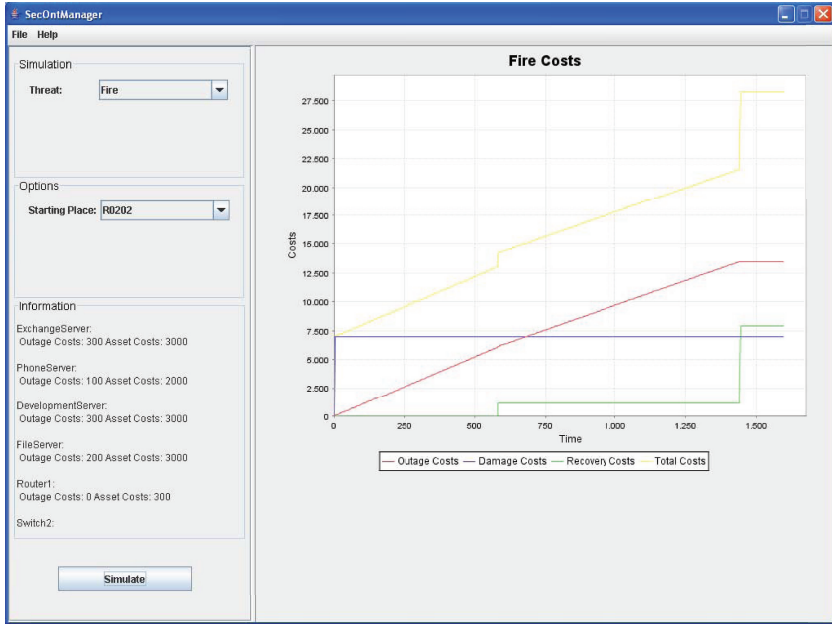 SecOntManager
File Help
Simulation
Threat: Fire
Options
Starting Place: R0202
Information
ExchangeServer:
Outage Costs: 300 Asset Costs: 3000
PhoneServer:
Outage Costs: 100 Asset Costs: 2000
DevelopmentServer:
Outage Costs: 300 Asset Costs: 3000
FileServer:
Outage Costs: 200 Asset Costs: 3000
Router1:
Outage Costs: 0 Asset Costs: 300
Switch2:
Simulate
Fire Costs
27.500
25.000
22.500
20.000
17.500
15.000
12.500
10.000
7.500
5.000
2.500
0
Costs
0 250 500 750 1.000 1.250 1.500
Time
Outage Costs Damage Costs Recovery Costs Total Costs